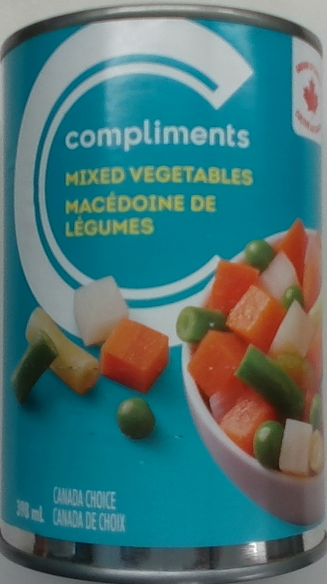 compliments
MIXED VEGETABLES
MACÉDOINE DE
LÉGUMES
CANADA CHOICE
398 mL CANADA DE CHOIX